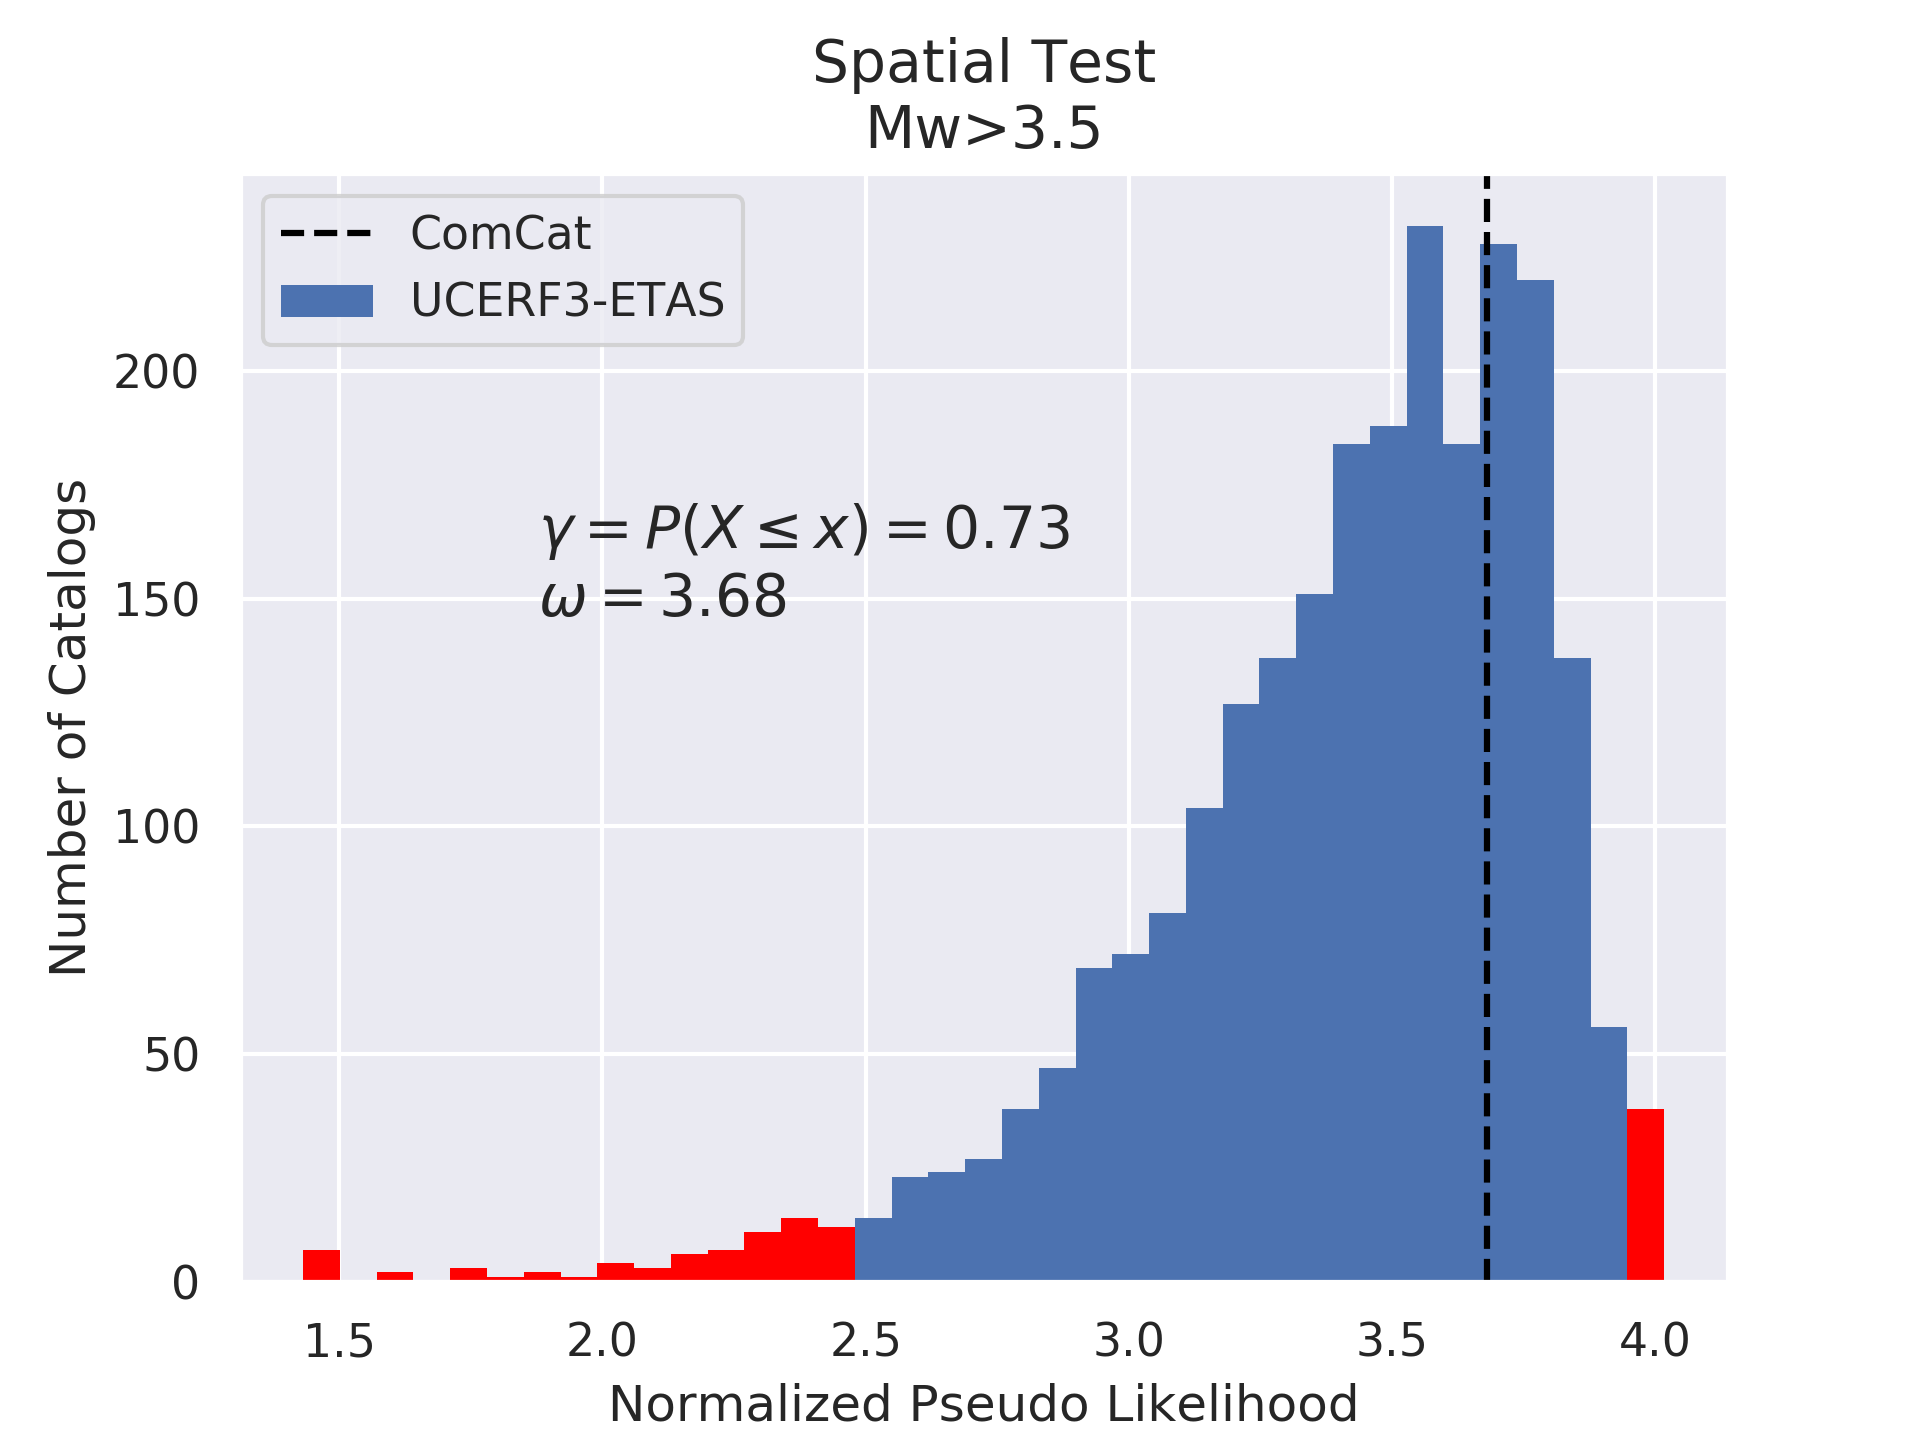 Spatial Test
Mw>3.5
ComCat
UCERF3-ETAS
γ = P(X ≤ x) = 0.73
ω = 3.68
Number of Catalogs
200
150
100
50
0
1.5 2.0 2.5 3.0 3.5 4.0
Normalized Pseudo Likelihood